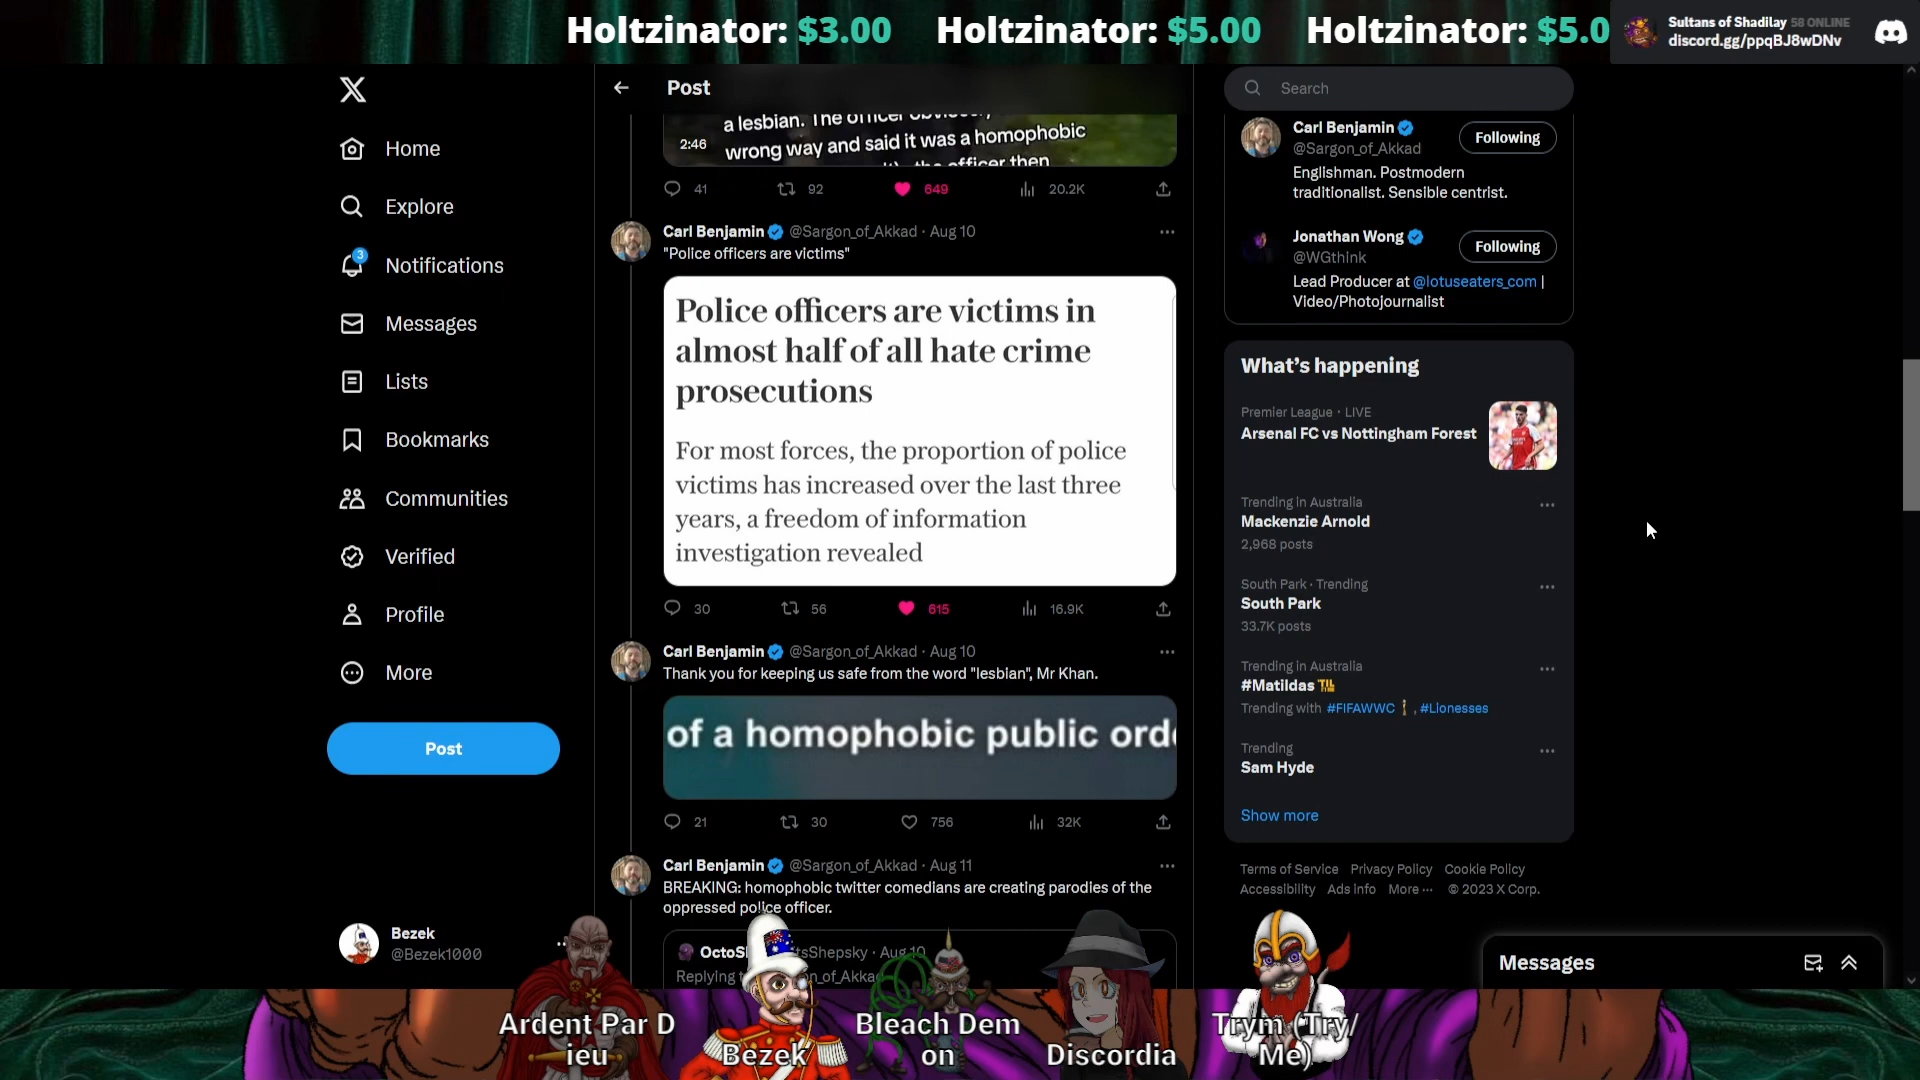 Holtzinator: $3.00 Holtzinator: $5.00 Holtzinator: $5.0
Sultans of Shadilay 58 ONLINE
discord.gg/ppqBJ8wDNv
Home
Explore
3
Notifications
Messages
Lists
Bookmarks
Communities
Verified
Profile
More
Post
Bezek
@Bezek1000
Post
a lesbian. The officer
wrong way and said it was a homophobic
the officer then
2:46
41 92 649 20.2K
Carl Benjamin @Sargon_of_Akkad · Aug 10
"Police officers are victims"
Police officers are victims in
almost half of all hate crime
prosecutions
For most forces, the proportion of police
victims has increased over the last three
years, a freedom of information
investigation revealed
30 56 615 16.9K
Carl Benjamin @Sargon_of_Akkad · Aug 10
Thank you for keeping us safe from the word "lesbian", Mr Khan.
of a homophobic public orde
21 30 756 32K
Carl Benjamin @Sargon_of_Akkad · Aug 11
BREAKING: homophobic twitter comedians are creating parodies of the
oppressed police officer.
OctoS tsShepsky · Aug 10
Replying n_of_Akka
Search
Carl Benjamin
@Sargon_of_Akkad
Following
Englishman. Postmodern
traditionalist. Sensible centrist.
Jonathan Wong
@WGthink
Following
Lead Producer at @lotuseaters_com |
Video/Photojournalist
What's happening
Premier League · LIVE
Arsenal FC vs Nottingham Forest
Trending in Australia
Mackenzie Arnold
2,968 posts
South Park · Trending
South Park
33.7K posts
Trending in Australia
#Matildas
Trending with #FIFAWWC , #Lionesses
Trending
Sam Hyde
Show more
Terms of Service Privacy Policy Cookie Policy
Accessibility Ads info More ··· © 2023 X Corp.
Messages
Ardent Par D
ieu
Bezek
Bleach Dem
on
Discordia
Trym (Try/
Me)